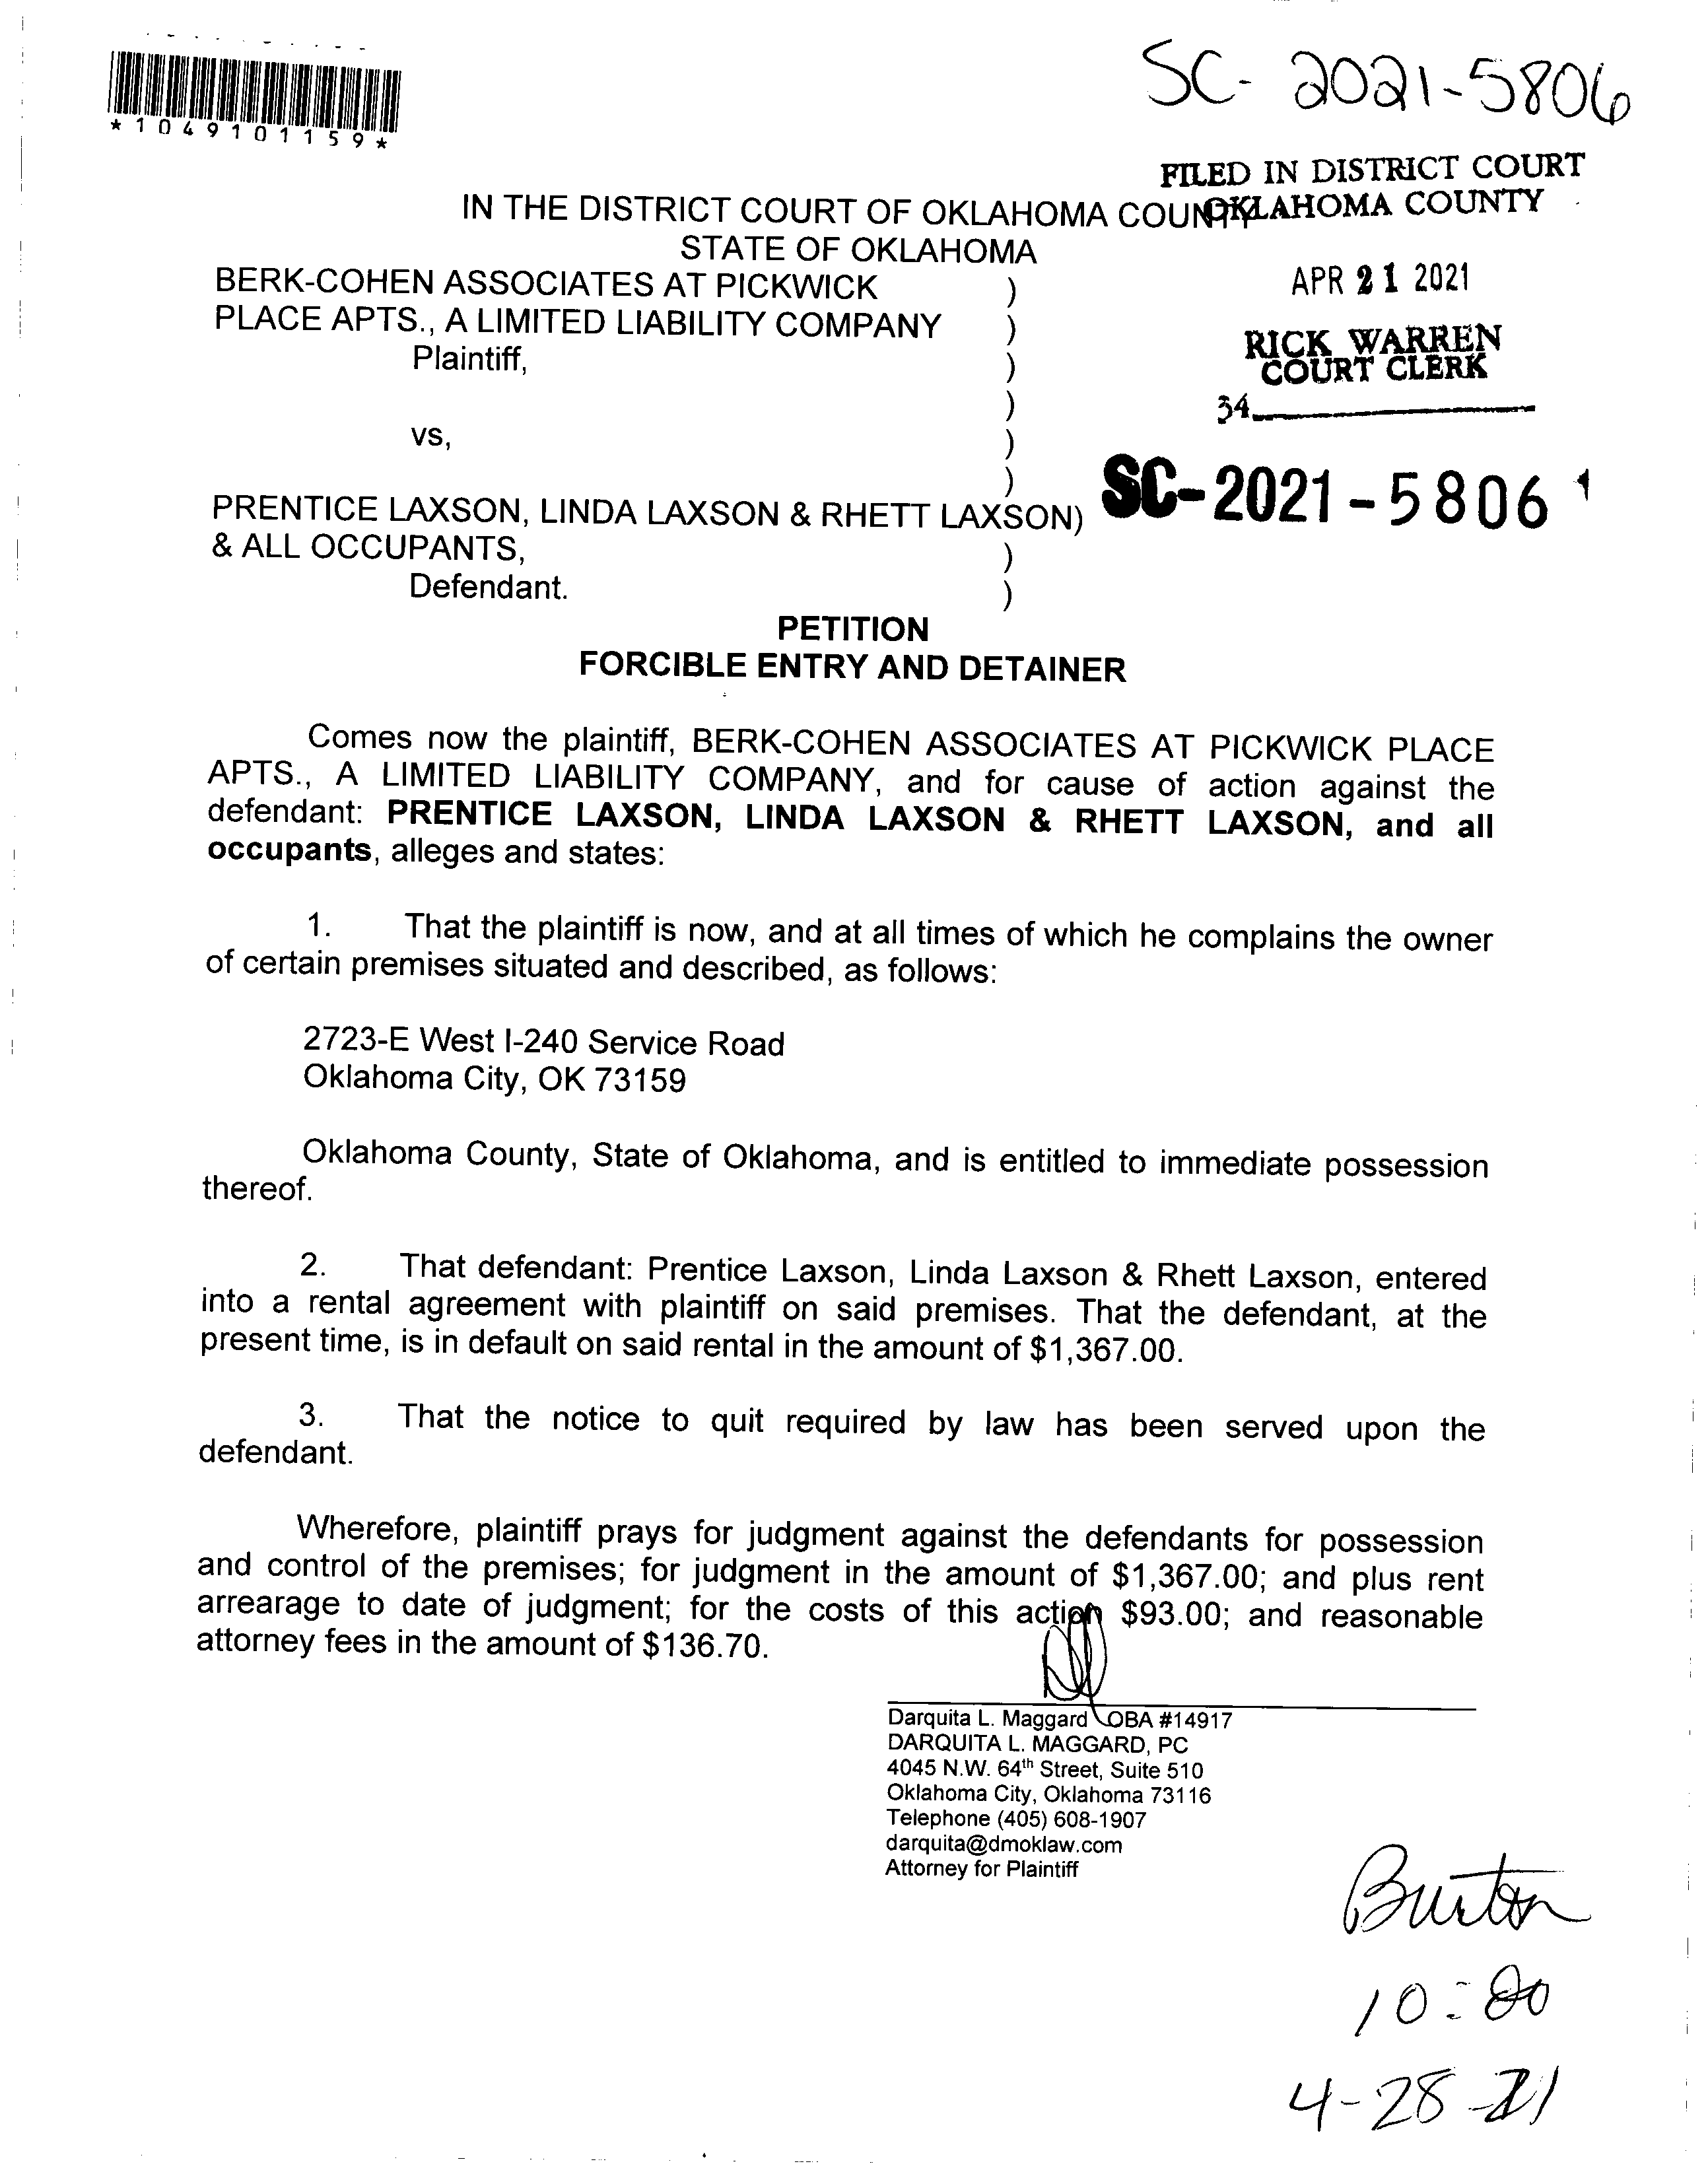 SC- 2021-5806
*1049101159*
FILED IN DISTRICT COURT
OKLAHOMA COUNTY
IN THE DISTRICT COURT OF OKLAHOMA COUNTY
STATE OF OKLAHOMA
APR 21 2021
RICK WARREN
COURT CLERK
34
SC-2021-5806
BERK-COHEN ASSOCIATES AT PICKWICK )
PLACE APTS., A LIMITED LIABILITY COMPANY )
Plaintiff, )
)
vs, )
)
PRENTICE LAXSON, LINDA LAXSON & RHETT LAXSON)
& ALL OCCUPANTS, )
Defendant. )
PETITION
FORCIBLE ENTRY AND DETAINER
Comes now the plaintiff, BERK-COHEN ASSOCIATES AT PICKWICK PLACE
APTS., A LIMITED LIABILITY COMPANY, and for cause of action against the
defendant: PRENTICE LAXSON, LINDA LAXSON & RHETT LAXSON, and all
occupants, alleges and states:
1. That the plaintiff is now, and at all times of which he complains the owner
of certain premises situated and described, as follows:
2723-E West I-240 Service Road
Oklahoma City, OK 73159
Oklahoma County, State of Oklahoma, and is entitled to immediate possession
thereof.
2. That defendant: Prentice Laxson, Linda Laxson & Rhett Laxson, entered
into a rental agreement with plaintiff on said premises. That the defendant, at the
present time, is in default on said rental in the amount of $1,367.00.
3. That the notice to quit required by law has been served upon the
defendant.
Wherefore, plaintiff prays for judgment against the defendants for possession
and control of the premises; for judgment in the amount of $1,367.00; and plus rent
arrearage to date of judgment; for the costs of this action $93.00; and reasonable
attorney fees in the amount of $136.70.
Darquita L. Maggard OBA #14917
DARQUITA L. MAGGARD, PC
4045 N.W. 64th Street, Suite 510
Oklahoma City, Oklahoma 73116
Telephone (405) 608-1907
darquita@dmoklaw.com
Attorney for Plaintiff
Burton
10:00
4-28-21